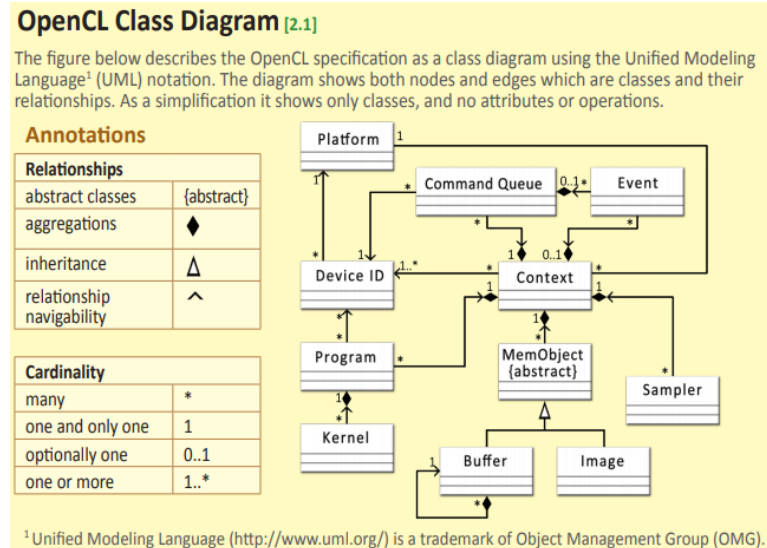 OpenCL Class Diagram [2.1]
The figure below describes the OpenCL specification as a class diagram using the Unified Modeling
Language¹ (UML) notation. The diagram shows both nodes and edges which are classes and their
relationships. As a simplification it shows only classes, and no attributes or operations.
Annotations
Relationships
abstract classes {abstract}
aggregations ♦
inheritance △
relationship
navigability ^
Cardinality
many *
one and only one 1
optionally one 0..1
one or more 1..*
Platform 1
1
* Command Queue 0..1 * Event
* *
* 1 1 0..1
Device ID 1..* * Context *
1 1
* 1
* *
Program * MemObject
{abstract}
1 * Sampler
*
Kernel
1 Buffer Image
*
¹ Unified Modeling Language (http://www.uml.org/) is a trademark of Object Management Group (OMG).